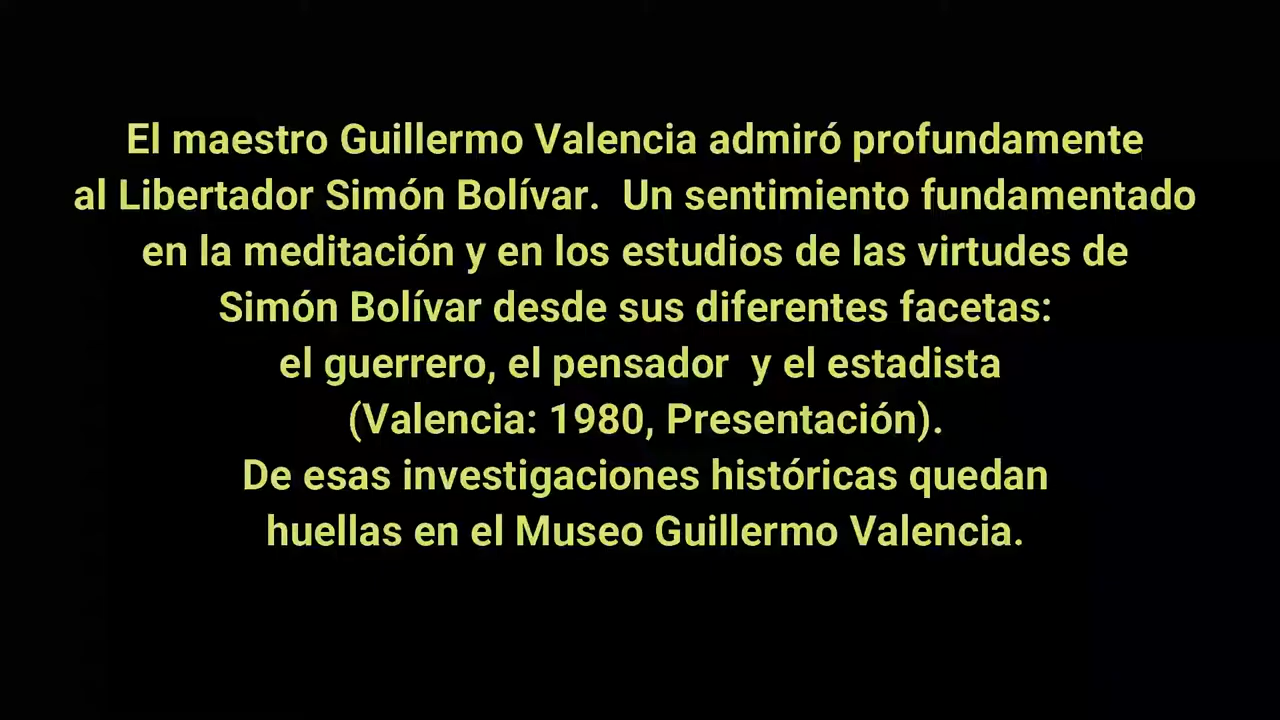 El maestro Guillermo Valencia admiró profundamente
al Libertador Simón Bolívar.  Un sentimiento fundamentado
en la meditación y en los estudios de las virtudes de
Simón Bolívar desde sus diferentes facetas:
el guerrero, el pensador  y el estadista
(Valencia: 1980, Presentación).
De esas investigaciones históricas quedan
huellas en el Museo Guillermo Valencia.